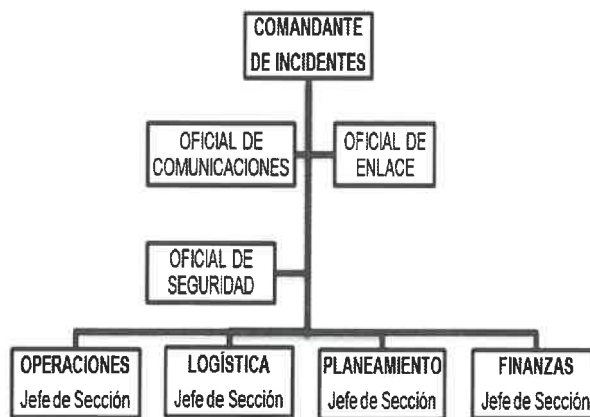 COMANDANTE
DE INCIDENTES
OFICIAL DE
COMUNICACIONES
OFICIAL DE
ENLACE
OFICIAL DE
SEGURIDAD
OPERACIONES
Jefe de Sección
LOGÍSTICA
Jefe de Sección
PLANEAMIENTO
Jefe de Sección
FINANZAS
Jefe de Sección